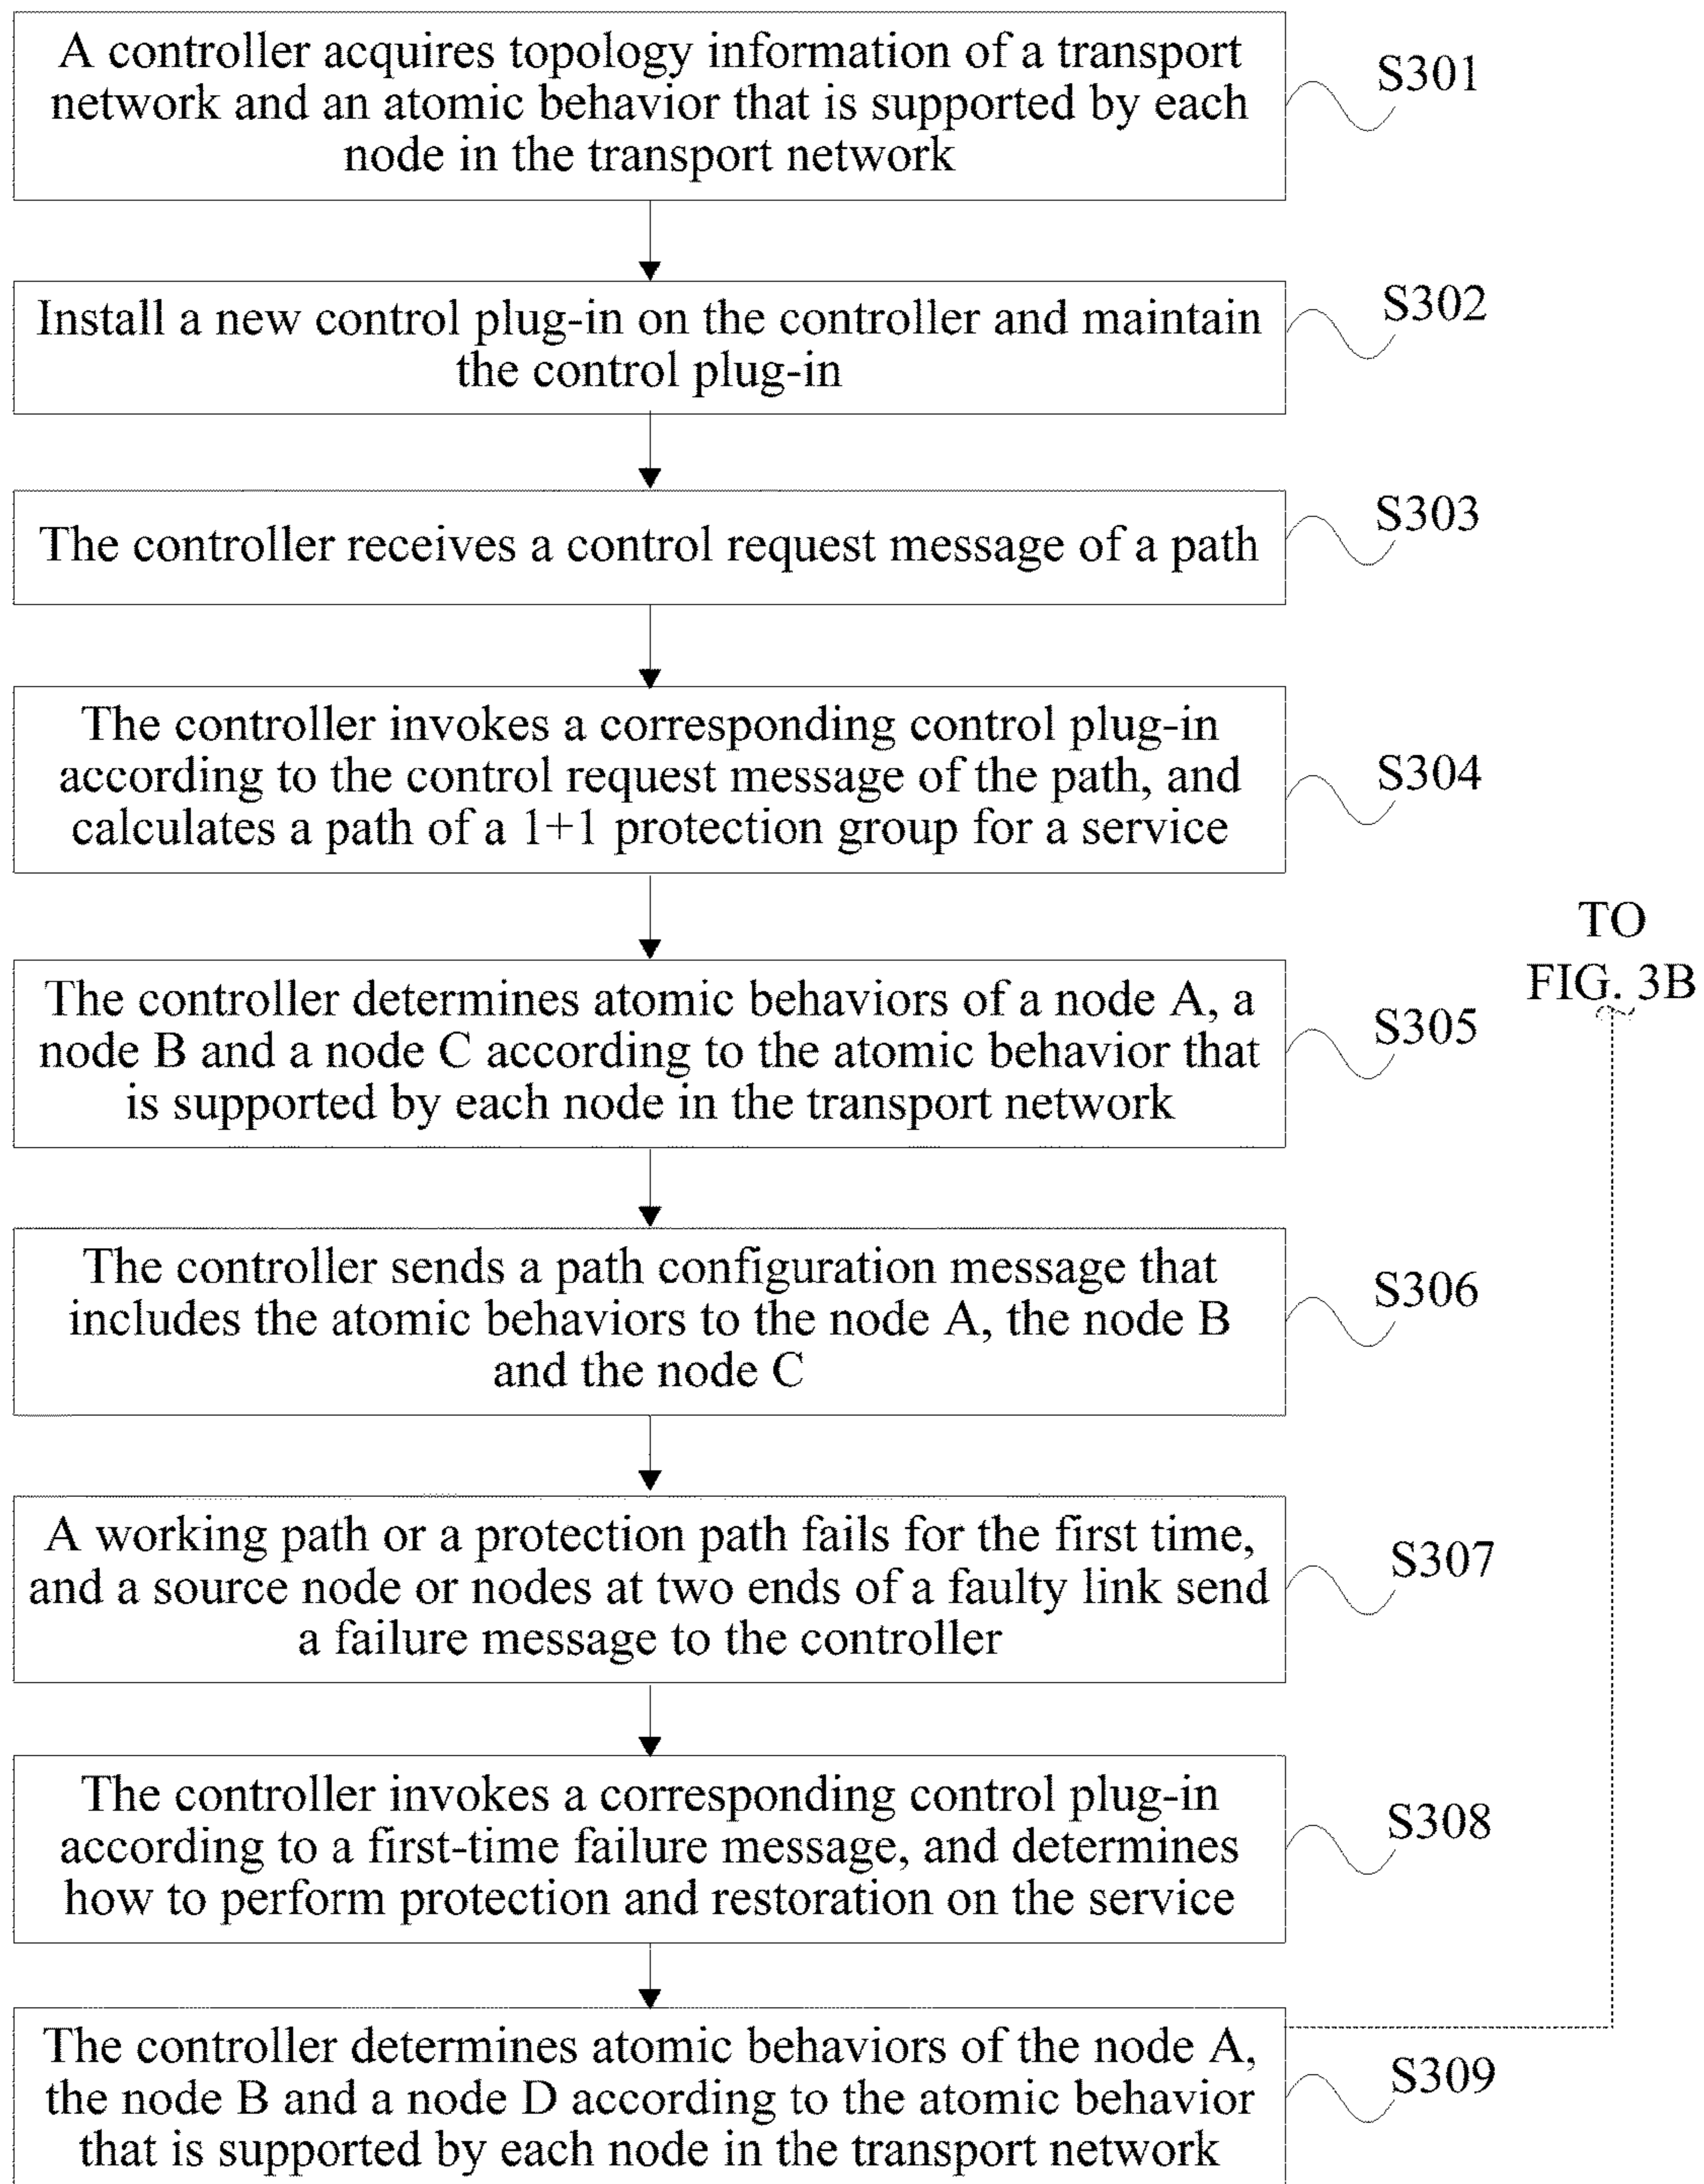 A controller acquires topology information of a transport
network and an atomic behavior that is supported by each
node in the transport network
S301
Install a new control plug-in on the controller and maintain
the control plug-in
S302
The controller receives a control request message of a path
S303
The controller invokes a corresponding control plug-in
according to the control request message of the path, and
calculates a path of a 1+1 protection group for a service
S304
The controller determines atomic behaviors of a node A, a
node B and a node C according to the atomic behavior that
is supported by each node in the transport network
S305
TO
FIG. 3B
The controller sends a path configuration message that
includes the atomic behaviors to the node A, the node B
and the node C
S306
A working path or a protection path fails for the first time,
and a source node or nodes at two ends of a faulty link send
a failure message to the controller
S307
The controller invokes a corresponding control plug-in
according to a first-time failure message, and determines
how to perform protection and restoration on the service
S308
The controller determines atomic behaviors of the node A,
the node B and a node D according to the atomic behavior
that is supported by each node in the transport network
S309